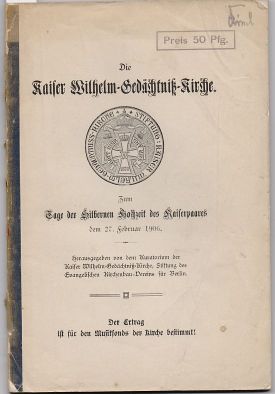 Preis 50 Pfg.
Die
Kaiser Wilhelm-Gedächtniß-Kirche.
Zum
Tage der Silbernen Hochzeit des Kaiserpaares
dem 27. Februar 1906.
Herausgegeben von dem Kuratorium der
Kaiser Wilhelm-Gedächtniß-Kirche, Stiftung des
Evangelischen Kirchenbau-Vereins für Berlin.
Der Ertrag
ist für den Musikfonds der Kirche bestimmt!